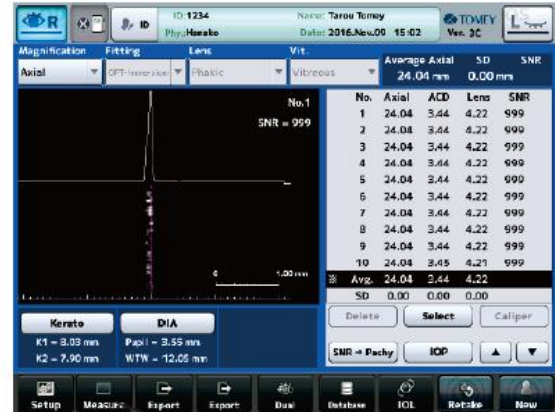 R ID ID:1234 Name: Tarou Tomey TOMEY L
Phy.:Hanako Date: 2016.Nov.09 15:02 Ver. 3C
Magnification Fitting Lens Vit. Average Axial SD SNR
Axial OPT-Immersion Phakic Vitreous 24.04 mm 0.00 mm
No.1
SNR = 999
0 1.00 mm
No. Axial ACD Lens SNR
1 24.04 3.44 4.22 999
2 24.04 3.44 4.22 999
3 24.04 3.44 4.22 999
4 24.04 3.44 4.22 999
5 24.04 3.44 4.22 999
6 24.04 3.44 4.22 999
7 24.04 3.44 4.22 999
8 24.04 3.44 4.22 999
9 24.04 3.44 4.22 999
10 24.04 3.45 4.21 999
※ Avg. 24.04 3.44 4.22
SD 0.00 0.00 0.00
Delete Select Caliper
SNR → Pachy IOP ▲ ▼
Kerato DIA
K1 = 8.03 mm Pupil = 3.55 mm
K2 = 7.90 mm WTW = 12.05 mm
Setup Measure Export Export Dual Database IOL Retake New